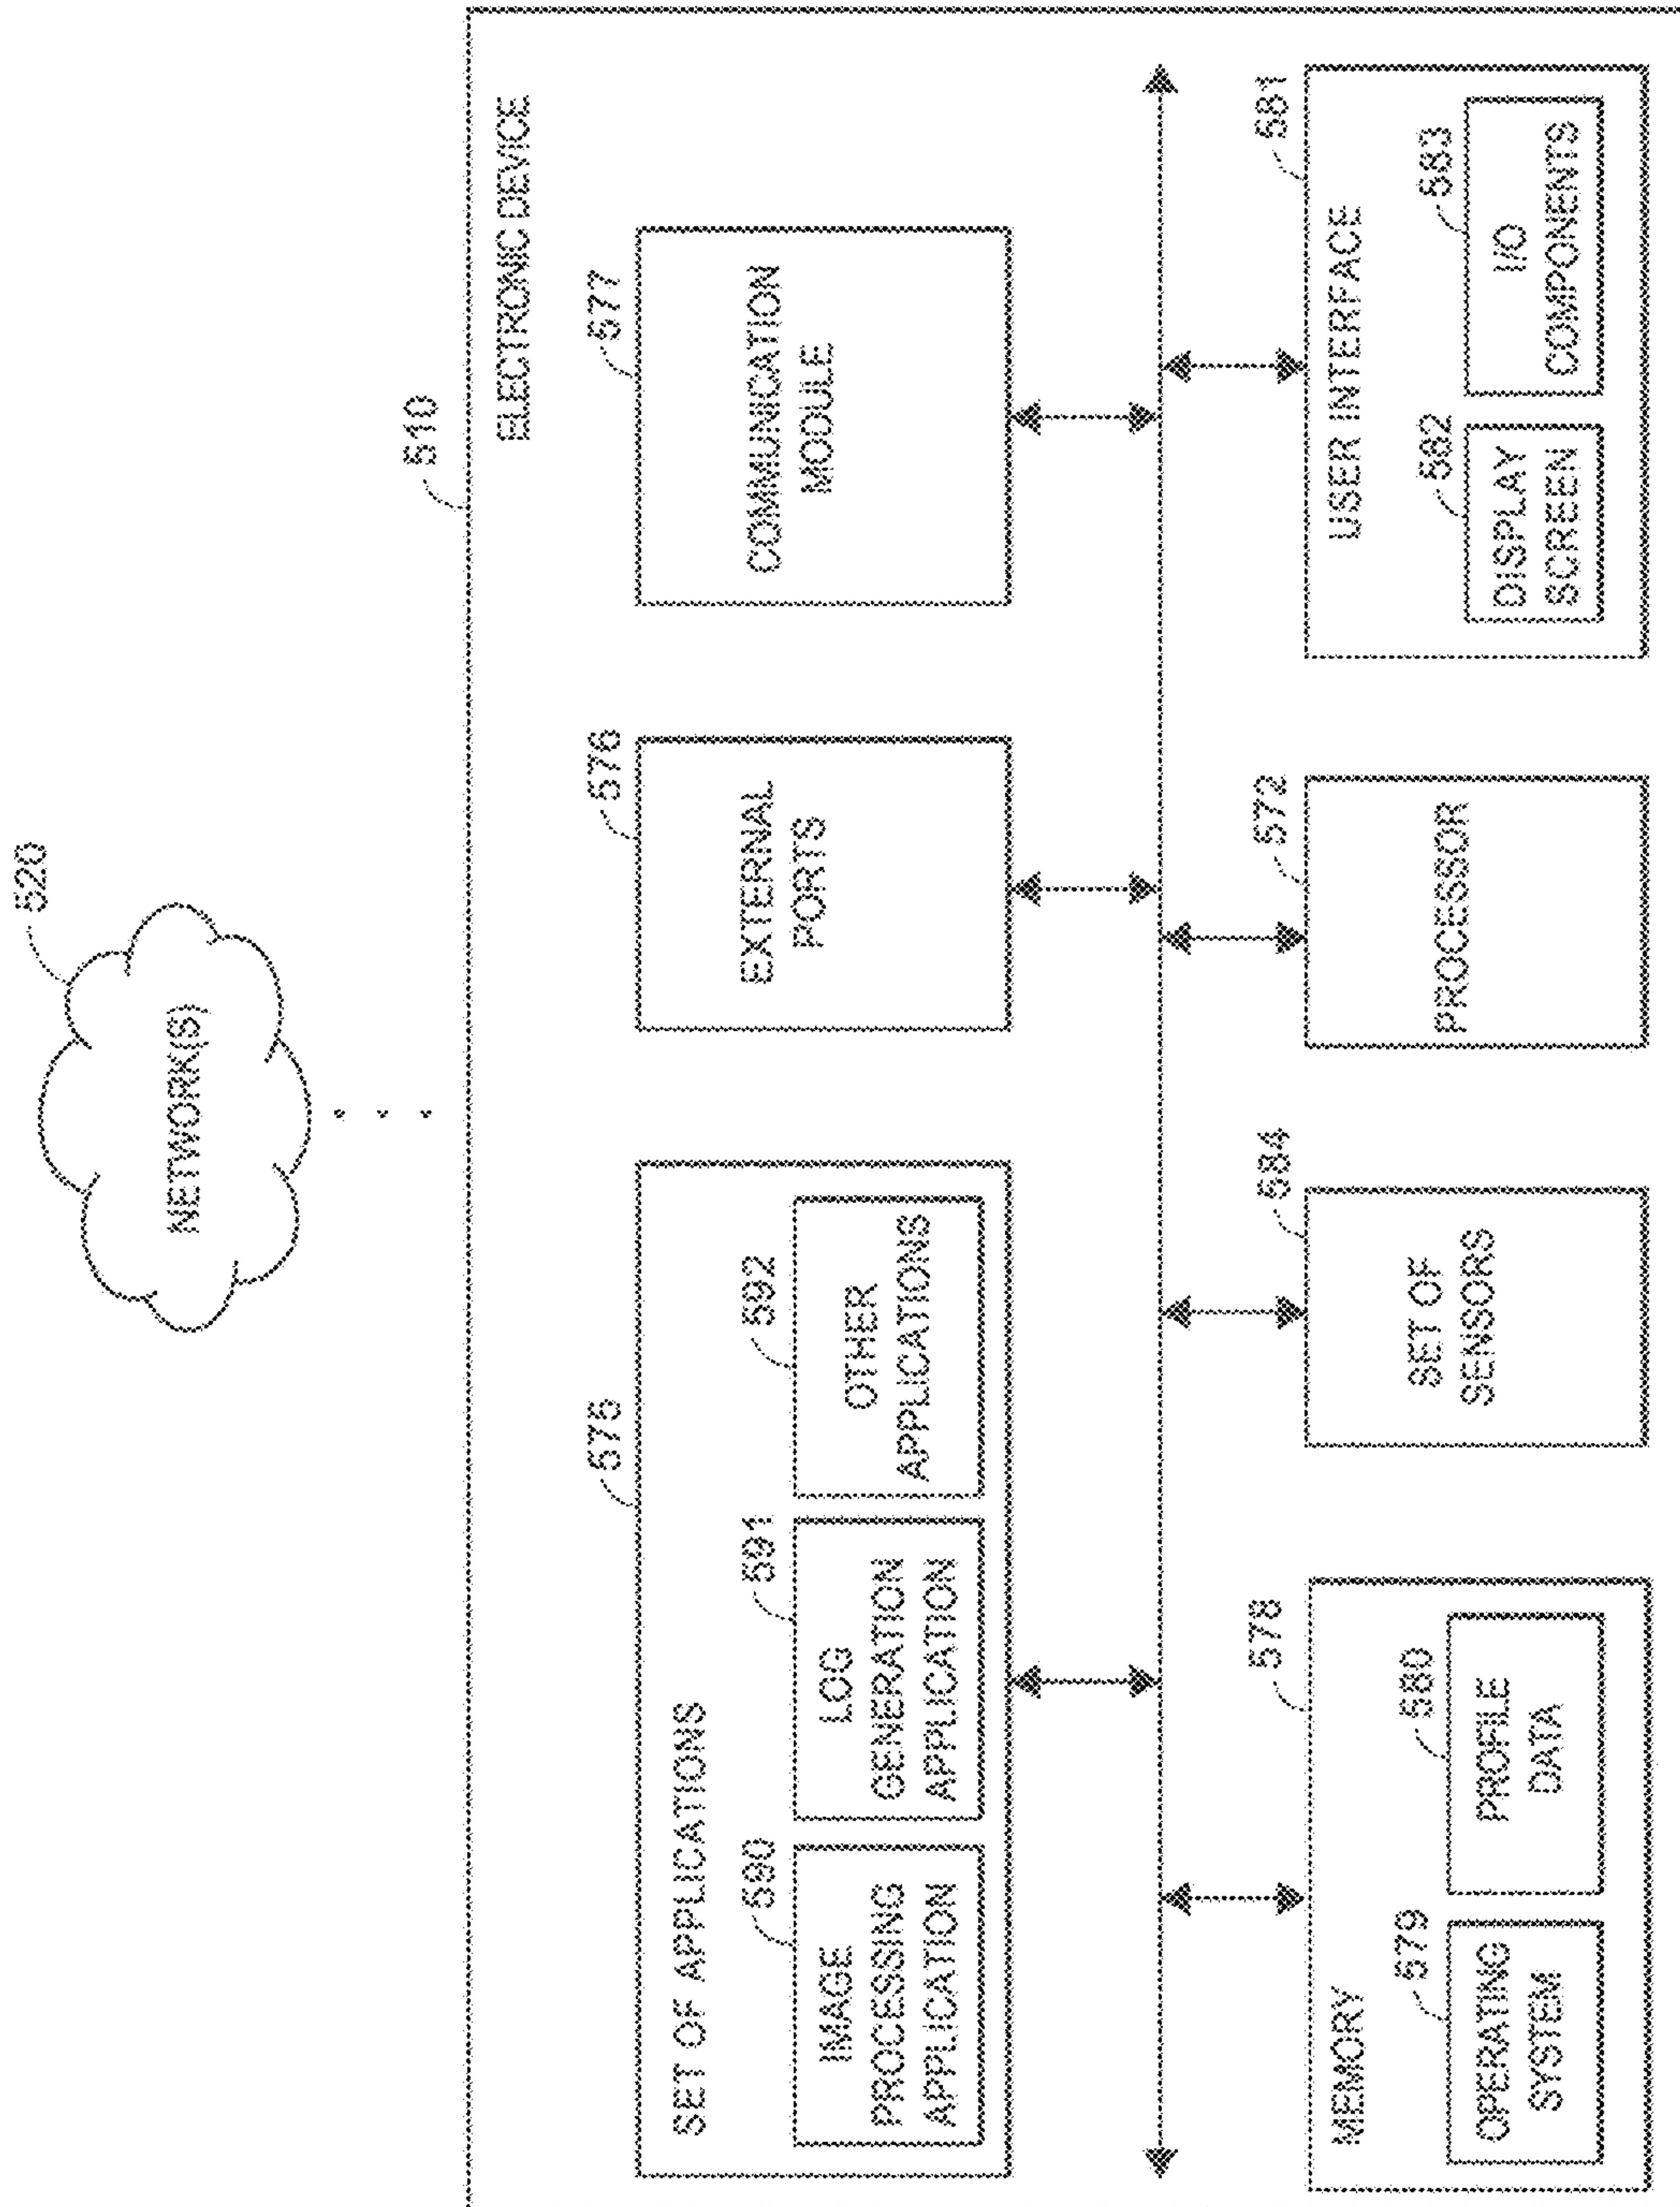 520
NETWORK(S)
510
ELECTRONIC DEVICE
575
SET OF APPLICATIONS
590
IMAGE
PROCESSING
APPLICATION
591
LOG
GENERATION
APPLICATION
592
OTHER
APPLICATIONS
576
EXTERNAL
PORTS
577
COMMUNICATION
MODULE
578
MEMORY
579
OPERATING
SYSTEM
580
PROFILE
DATA
584
SET OF
SENSORS
572
PROCESSOR
581
USER INTERFACE
582
DISPLAY
SCREEN
583
I/O
COMPONENTS